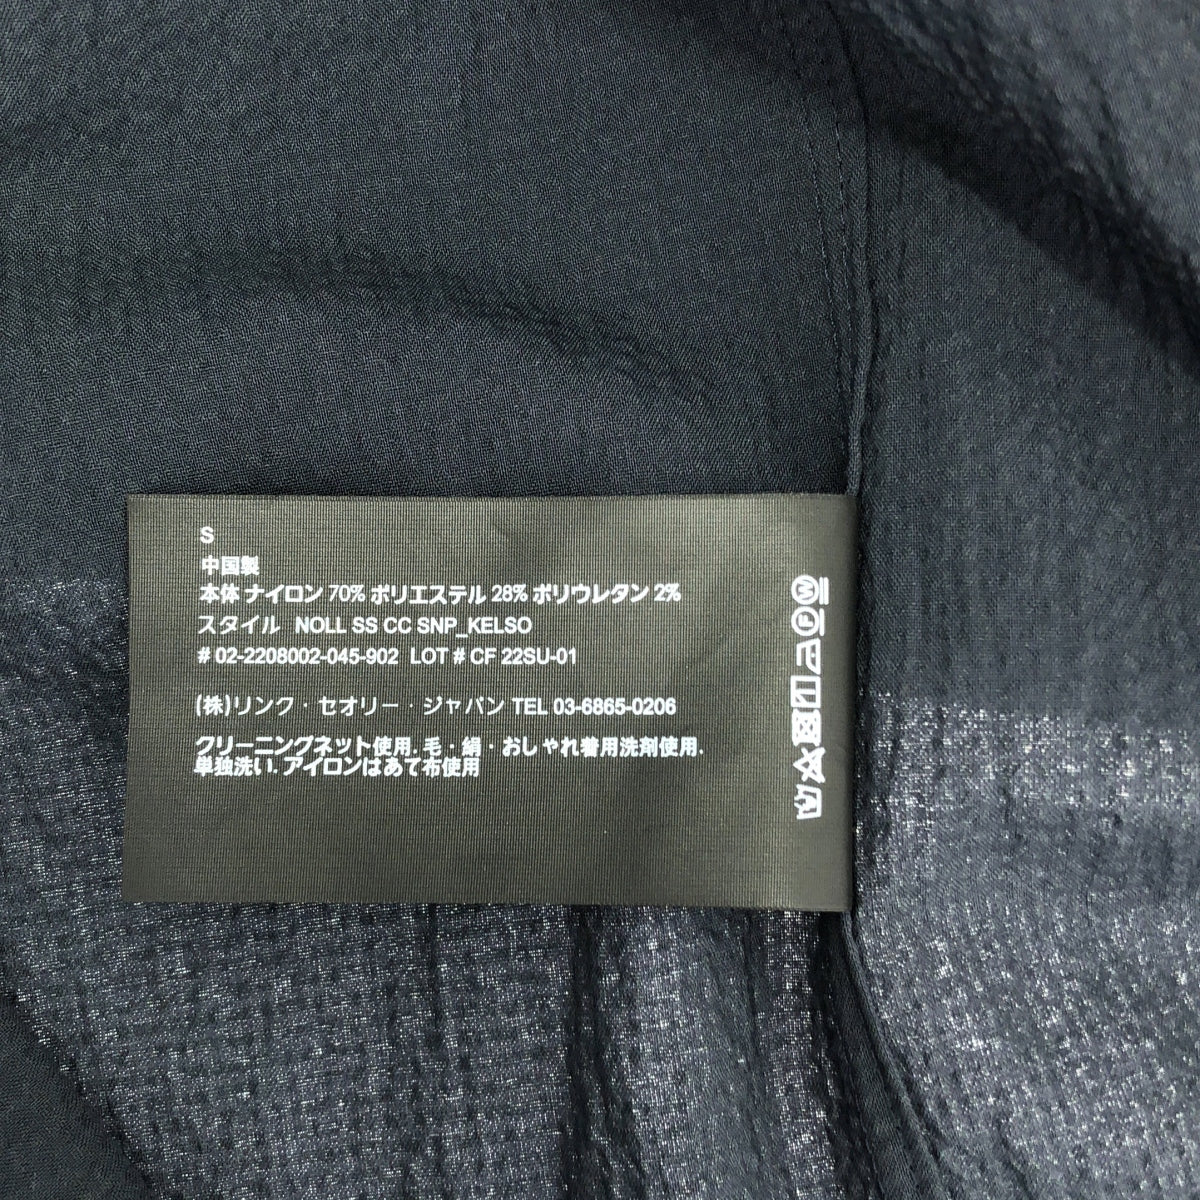 S
中国製
本体 ナイロン 70% ポリエステル 28% ポリウレタン 2%
スタイル NOLL SS CC SNP_KELSO
# 02-2208002-045-902 LOT # CF 22SU-01
(株)リンク・セオリー・ジャパン TEL 03-6865-0206
クリーニングネット使用. 毛・絹・おしゃれ着用洗剤使用.
単独洗い. アイロンはあて布使用
W
F